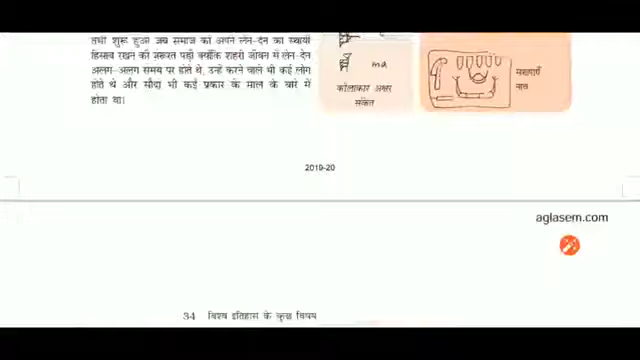 तभी शुरू हुआ जब समाज को अपने लेन-देन का स्थायी
हिसाब रखने की ज़रूरत पड़ी क्योंकि शहरी जीवन में लेन-देन
अलग-अलग समय पर होते थे, उन्हें करने वाले भी कई लोग
होते थे और सौदा भी कई प्रकार के माल के बारे में
होता था।
ma
कीलाकार अक्षर
संकेत
नाव
2019-20
aglasem.com
34 विश्व इतिहास के कुछ विषय